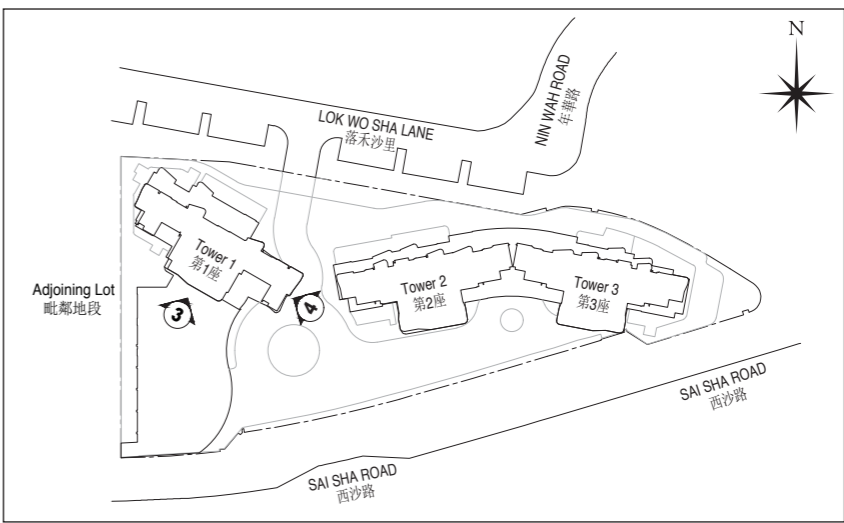 N
LOK WO SHA LANE
落禾沙里
NIN WAH ROAD
年華路
Tower 1
第1座
Adjoining Lot
毗鄰地段
3
4
Tower 2
第2座
Tower 3
第3座
SAI SHA ROAD
西沙路
SAI SHA ROAD
西沙路